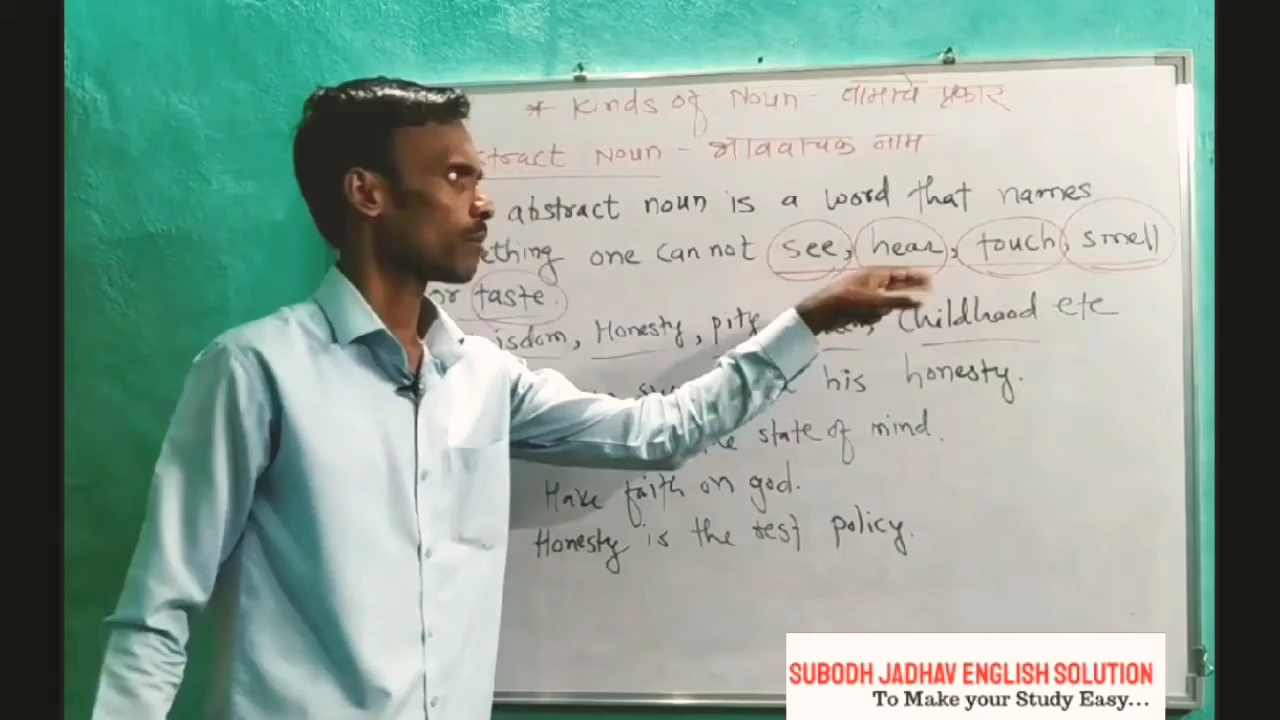 * Kinds of Noun - नामाचे प्रकार
stract Noun - भाववाचक नाम
abstract noun is a word that names
ething one can not see, hear, touch, smell
or taste.
isdom, Honesty, pity, childhood etc
his honesty.
state of mind.
Have faith on god.
Honesty is the best policy.
SUBODH JADHAV ENGLISH SOLUTION
To Make your Study Easy...